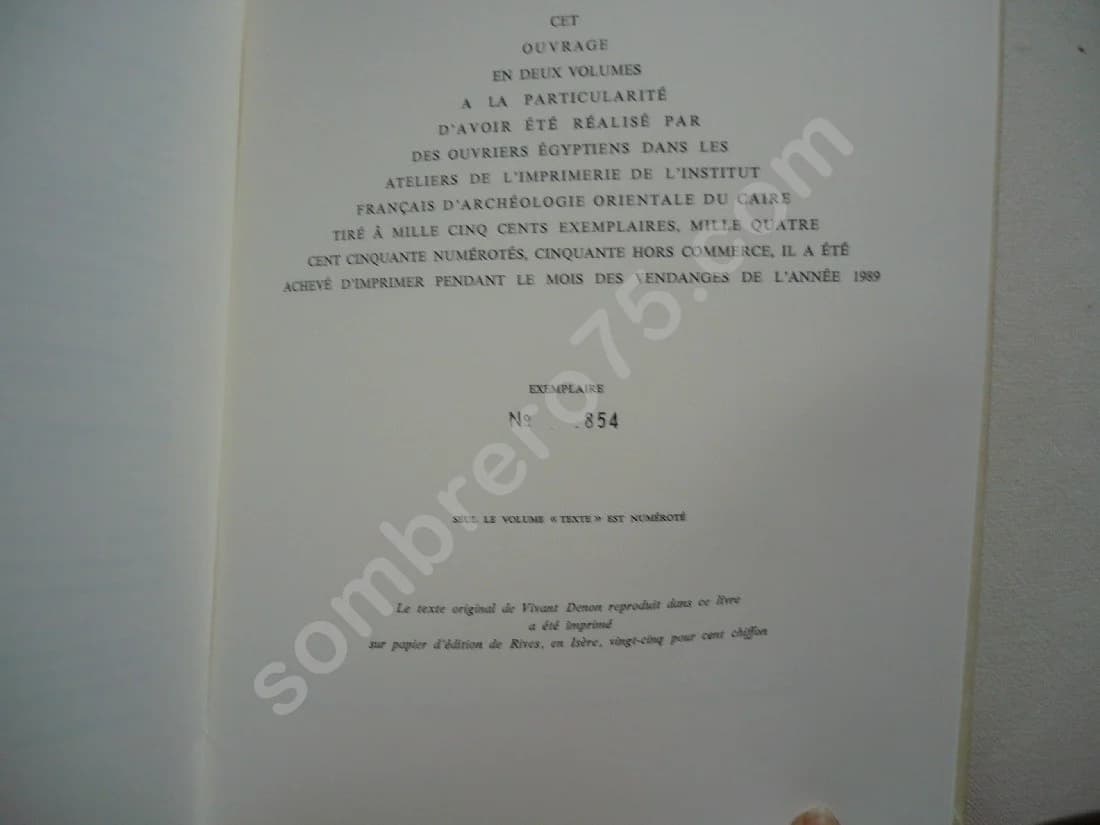 CET
OUVRAGE
EN DEUX VOLUMES
A LA PARTICULARITÉ
D'AVOIR ÉTÉ RÉALISÉ PAR
DES OUVRIERS ÉGYPTIENS DANS LES
ATELIERS DE L'IMPRIMERIE DE L'INSTITUT
FRANÇAIS D'ARCHÉOLOGIE ORIENTALE DU CAIRE
TIRÉ À MILLE CINQ CENTS EXEMPLAIRES, MILLE QUATRE
CENT CINQUANTE NUMÉROTÉS, CINQUANTE HORS COMMERCE, IL A ÉTÉ
ACHEVÉ D'IMPRIMER PENDANT LE MOIS DES VENDANGES DE L'ANNÉE 1989
EXEMPLAIRE
Nº 854
SEUL LE VOLUME « TEXTE » EST NUMÉROTÉ
Le texte original de Vivant Denon reproduit dans ce livre
a été imprimé
sur papier d'édition de Rives, en Isère, vingt-cinq pour cent chiffon
sombrero75.com